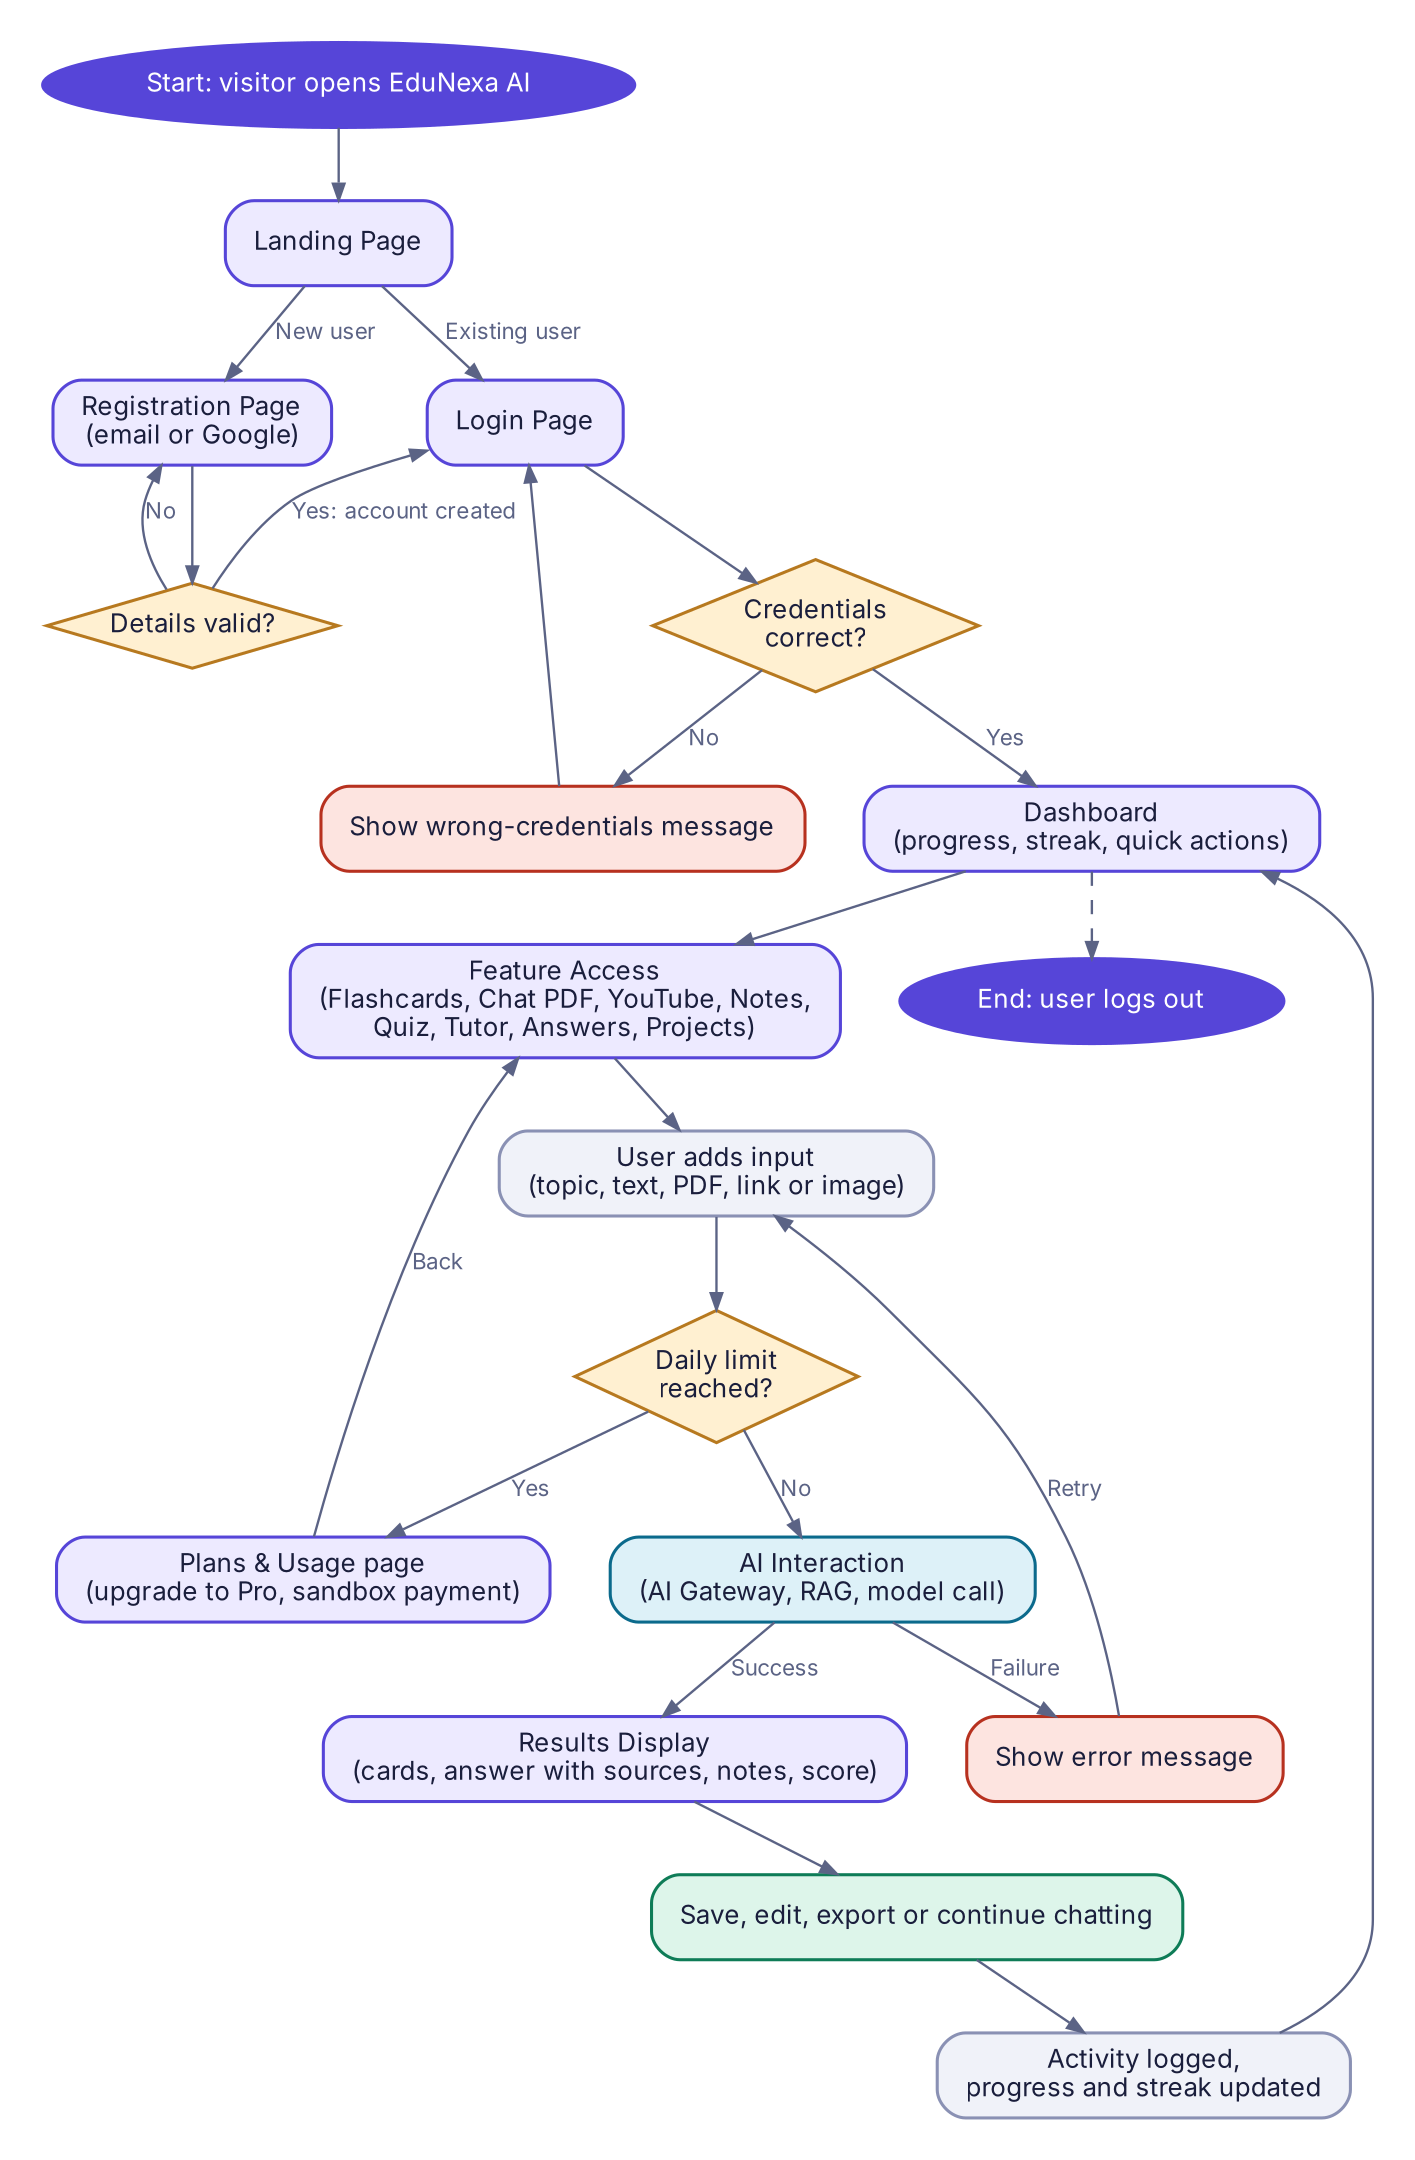 Start: visitor opens EduNexa AI
Landing Page
New user
Existing user
Registration Page
(email or Google)
Login Page
No
Yes: account created
Details valid?
Credentials
correct?
No
Yes
Show wrong-credentials message
Dashboard
(progress, streak, quick actions)
Feature Access
(Flashcards, Chat PDF, YouTube, Notes,
Quiz, Tutor, Answers, Projects)
End: user logs out
User adds input
(topic, text, PDF, link or image)
Back
Daily limit
reached?
Yes
No
Retry
Plans & Usage page
(upgrade to Pro, sandbox payment)
AI Interaction
(AI Gateway, RAG, model call)
Success
Failure
Results Display
(cards, answer with sources, notes, score)
Show error message
Save, edit, export or continue chatting
Activity logged,
progress and streak updated